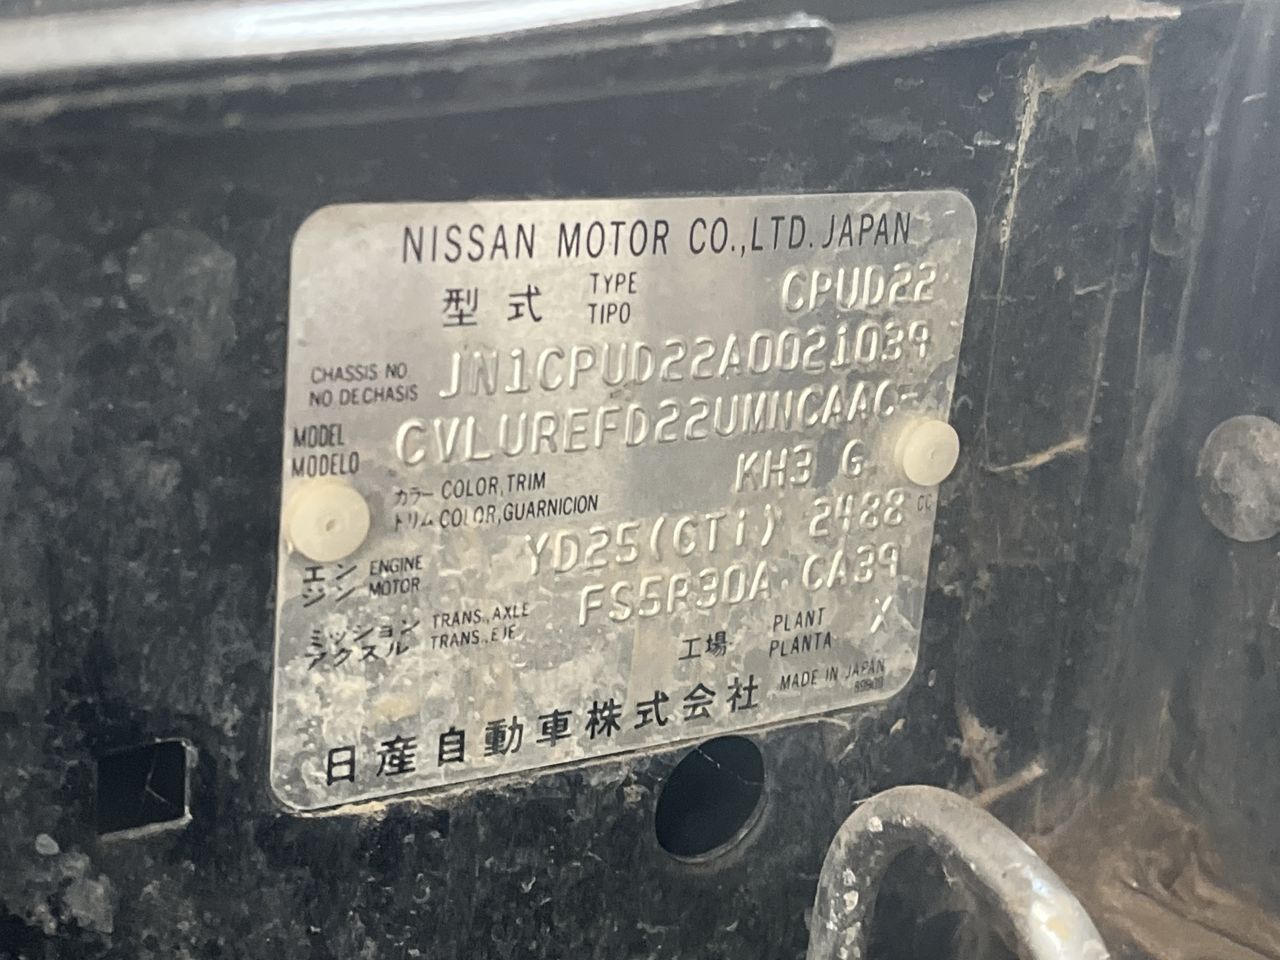 NISSAN MOTOR CO.,LTD. JAPAN
型式 TYPE TIPO CPUD22
CHASSIS NO
NO DE CHASIS JN1CPUD22A0021039
MODEL
MODELO CVLUREFD22UMNCAAC-
カラー COLOR,TRIM
トリム COLOR,GUARNICION KH3 G
エンジン ENGINE MOTOR YD25(GTi) 2488 CC
ミッション TRANS.,AXLE
アクスル TRANS.,EJE FS5R30A CA39
工場 PLANT PLANTA X
日産自動車株式会社 MADE IN JAPAN